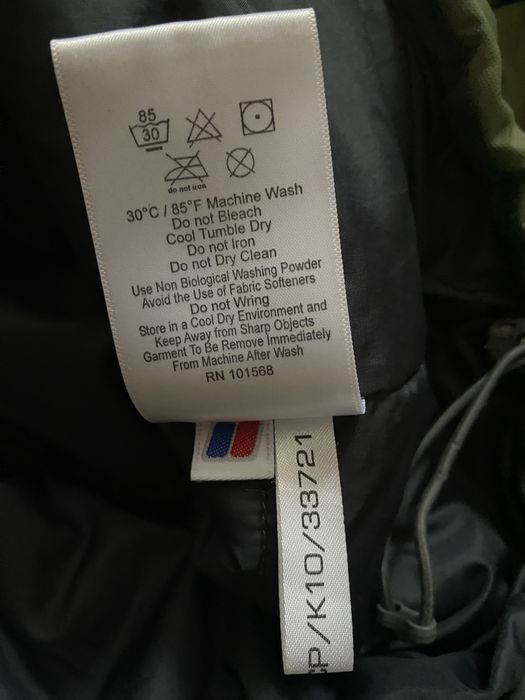 85
30
do not iron
30°C / 85°F Machine Wash
Do not Bleach
Cool Tumble Dry
Do not Iron
Do not Dry Clean
Use Non Biological Washing Powder
Avoid the Use of Fabric Softeners
Do not Wring
Store in a Cool Dry Environment and
Keep Away from Sharp Objects
Garment To Be Remove Immediately
From Machine After Wash
RN 101568
P/K10/33721